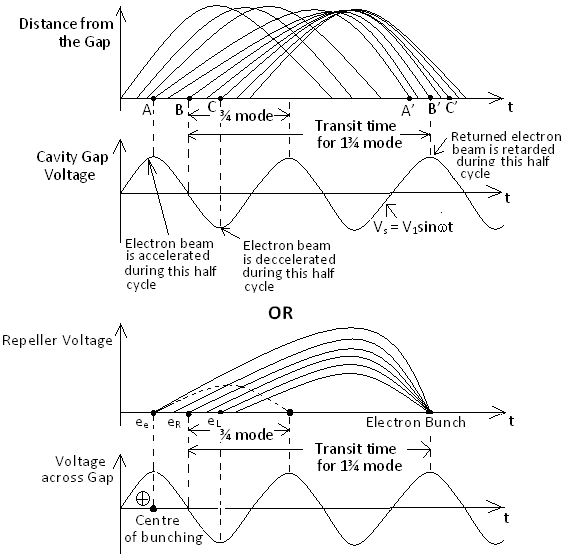 Distance from
the Gap
A B C A′ B′ C′ t
¾ mode
Transit time
for 1¾ mode
Returned electron
beam is retarded
during this half
cycle
Cavity Gap
Voltage
t
Vs = V1sinωt
Electron beam
is accelerated
during this half
cycle
Electron beam
is deccelerated
during this half
cycle
OR
Repeller Voltage
ee eR eL Electron Bunch t
¾ mode
Transit time
for 1¾ mode
Voltage
across Gap
+
t
Centre
of bunching